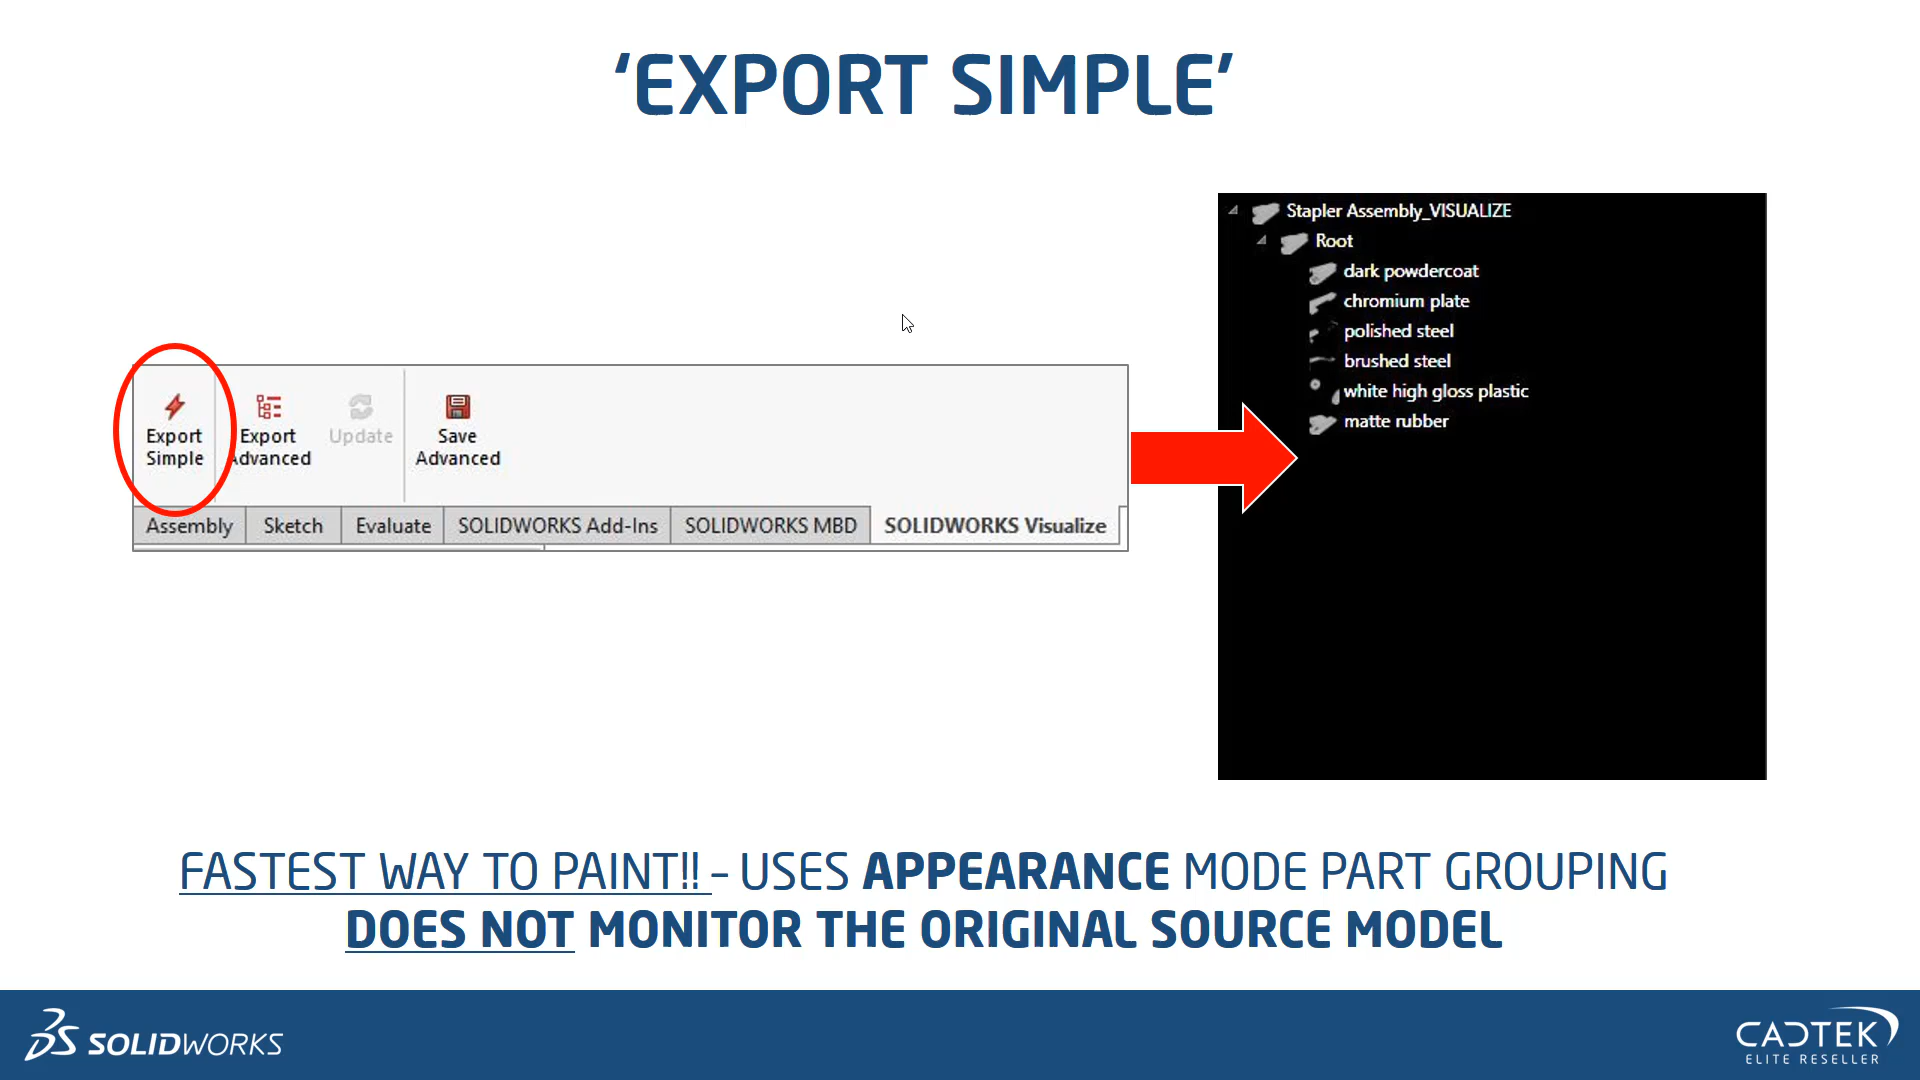 ‘EXPORT SIMPLE’
Stapler Assembly_VISUALIZE
Root
dark powdercoat
chromium plate
polished steel
brushed steel
white high gloss plastic
matte rubber
Export Simple
Export Advanced
Update
Save Advanced
Assembly Sketch Evaluate SOLIDWORKS Add-Ins SOLIDWORKS MBD SOLIDWORKS Visualize
FASTEST WAY TO PAINT!! – USES APPEARANCE MODE PART GROUPING
DOES NOT MONITOR THE ORIGINAL SOURCE MODEL
SOLIDWORKS
CADTEK
ELITE RESELLER